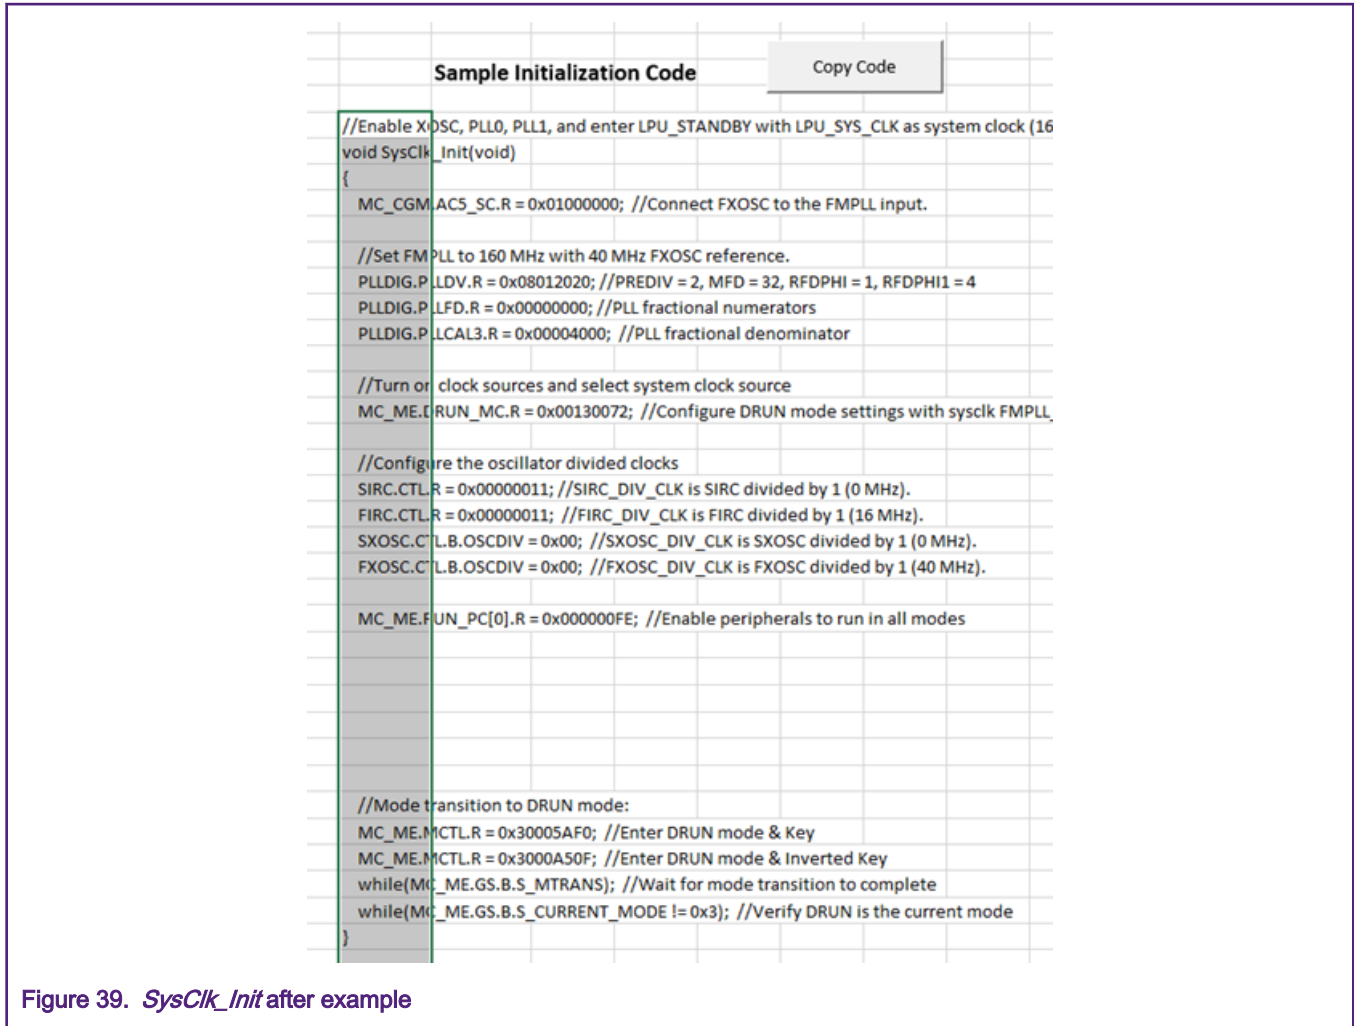 Sample Initialization Code
Copy Code
//Enable XOSC, PLL0, PLL1, and enter LPU_STANDBY with LPU_SYS_CLK as system clock (16
void SysClk_Init(void)
{
MC_CGM.AC5_SC.R = 0x01000000; //Connect FXOSC to the FMPLL input.
//Set FMPLL to 160 MHz with 40 MHz FXOSC reference.
PLLDIG.PLLDV.R = 0x08012020; //PREDIV = 2, MFD = 32, RFDPHI = 1, RFDPHI1 = 4
PLLDIG.PLLFD.R = 0x00000000; //PLL fractional numerators
PLLDIG.PLLCAL3.R = 0x00004000; //PLL fractional denominator
//Turn on clock sources and select system clock source
MC_ME.DRUN_MC.R = 0x00130072; //Configure DRUN mode settings with sysclk FMPLL_
//Configure the oscillator divided clocks
SIRC.CTL.R = 0x00000011; //SIRC_DIV_CLK is SIRC divided by 1 (0 MHz).
FIRC.CTL.R = 0x00000011; //FIRC_DIV_CLK is FIRC divided by 1 (16 MHz).
SXOSC.CTL.B.OSCDIV = 0x00; //SXOSC_DIV_CLK is SXOSC divided by 1 (0 MHz).
FXOSC.CTL.B.OSCDIV = 0x00; //FXOSC_DIV_CLK is FXOSC divided by 1 (40 MHz).
MC_ME.RUN_PC[0].R = 0x000000FE; //Enable peripherals to run in all modes
//Mode transition to DRUN mode:
MC_ME.MCTL.R = 0x30005AF0; //Enter DRUN mode & Key
MC_ME.MCTL.R = 0x3000A50F; //Enter DRUN mode & Inverted Key
while(MC_ME.GS.B.S_MTRANS); //Wait for mode transition to complete
while(MC_ME.GS.B.S_CURRENT_MODE != 0x3); //Verify DRUN is the current mode
}
Figure 39. SysClk_Init after example